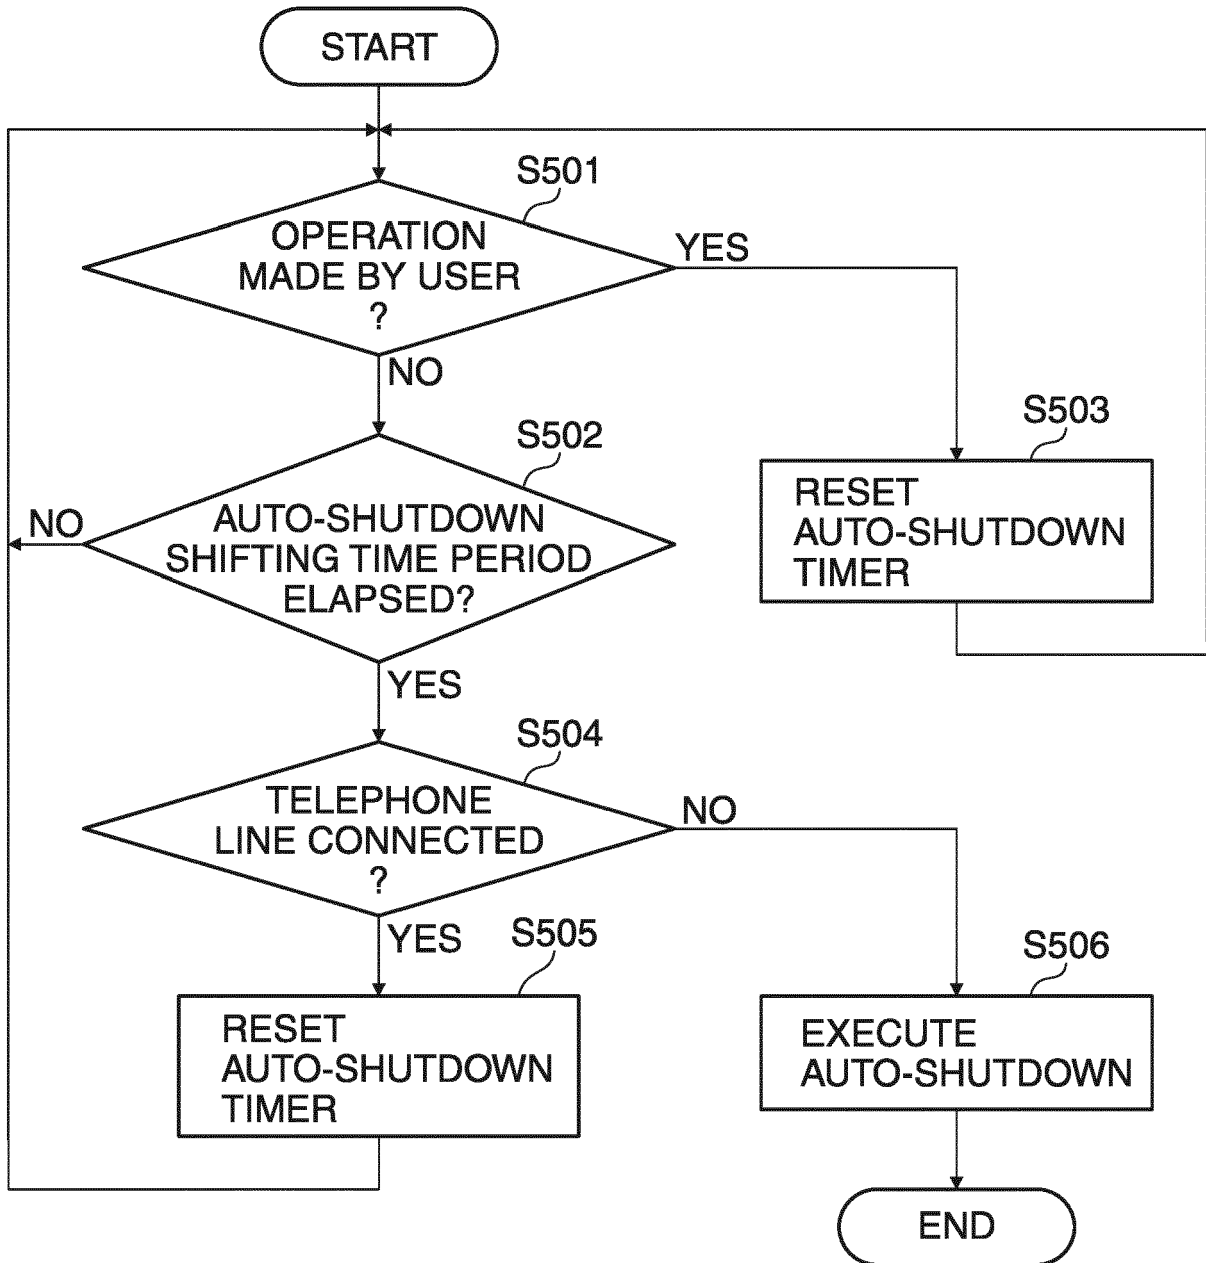 START
S501
OPERATION
MADE BY USER
?
YES
NO
S502
AUTO-SHUTDOWN
SHIFTING TIME PERIOD
ELAPSED?
NO
YES
S503
RESET
AUTO-SHUTDOWN
TIMER
S504
TELEPHONE
LINE CONNECTED
?
NO
YES
S505
RESET
AUTO-SHUTDOWN
TIMER
S506
EXECUTE
AUTO-SHUTDOWN
END